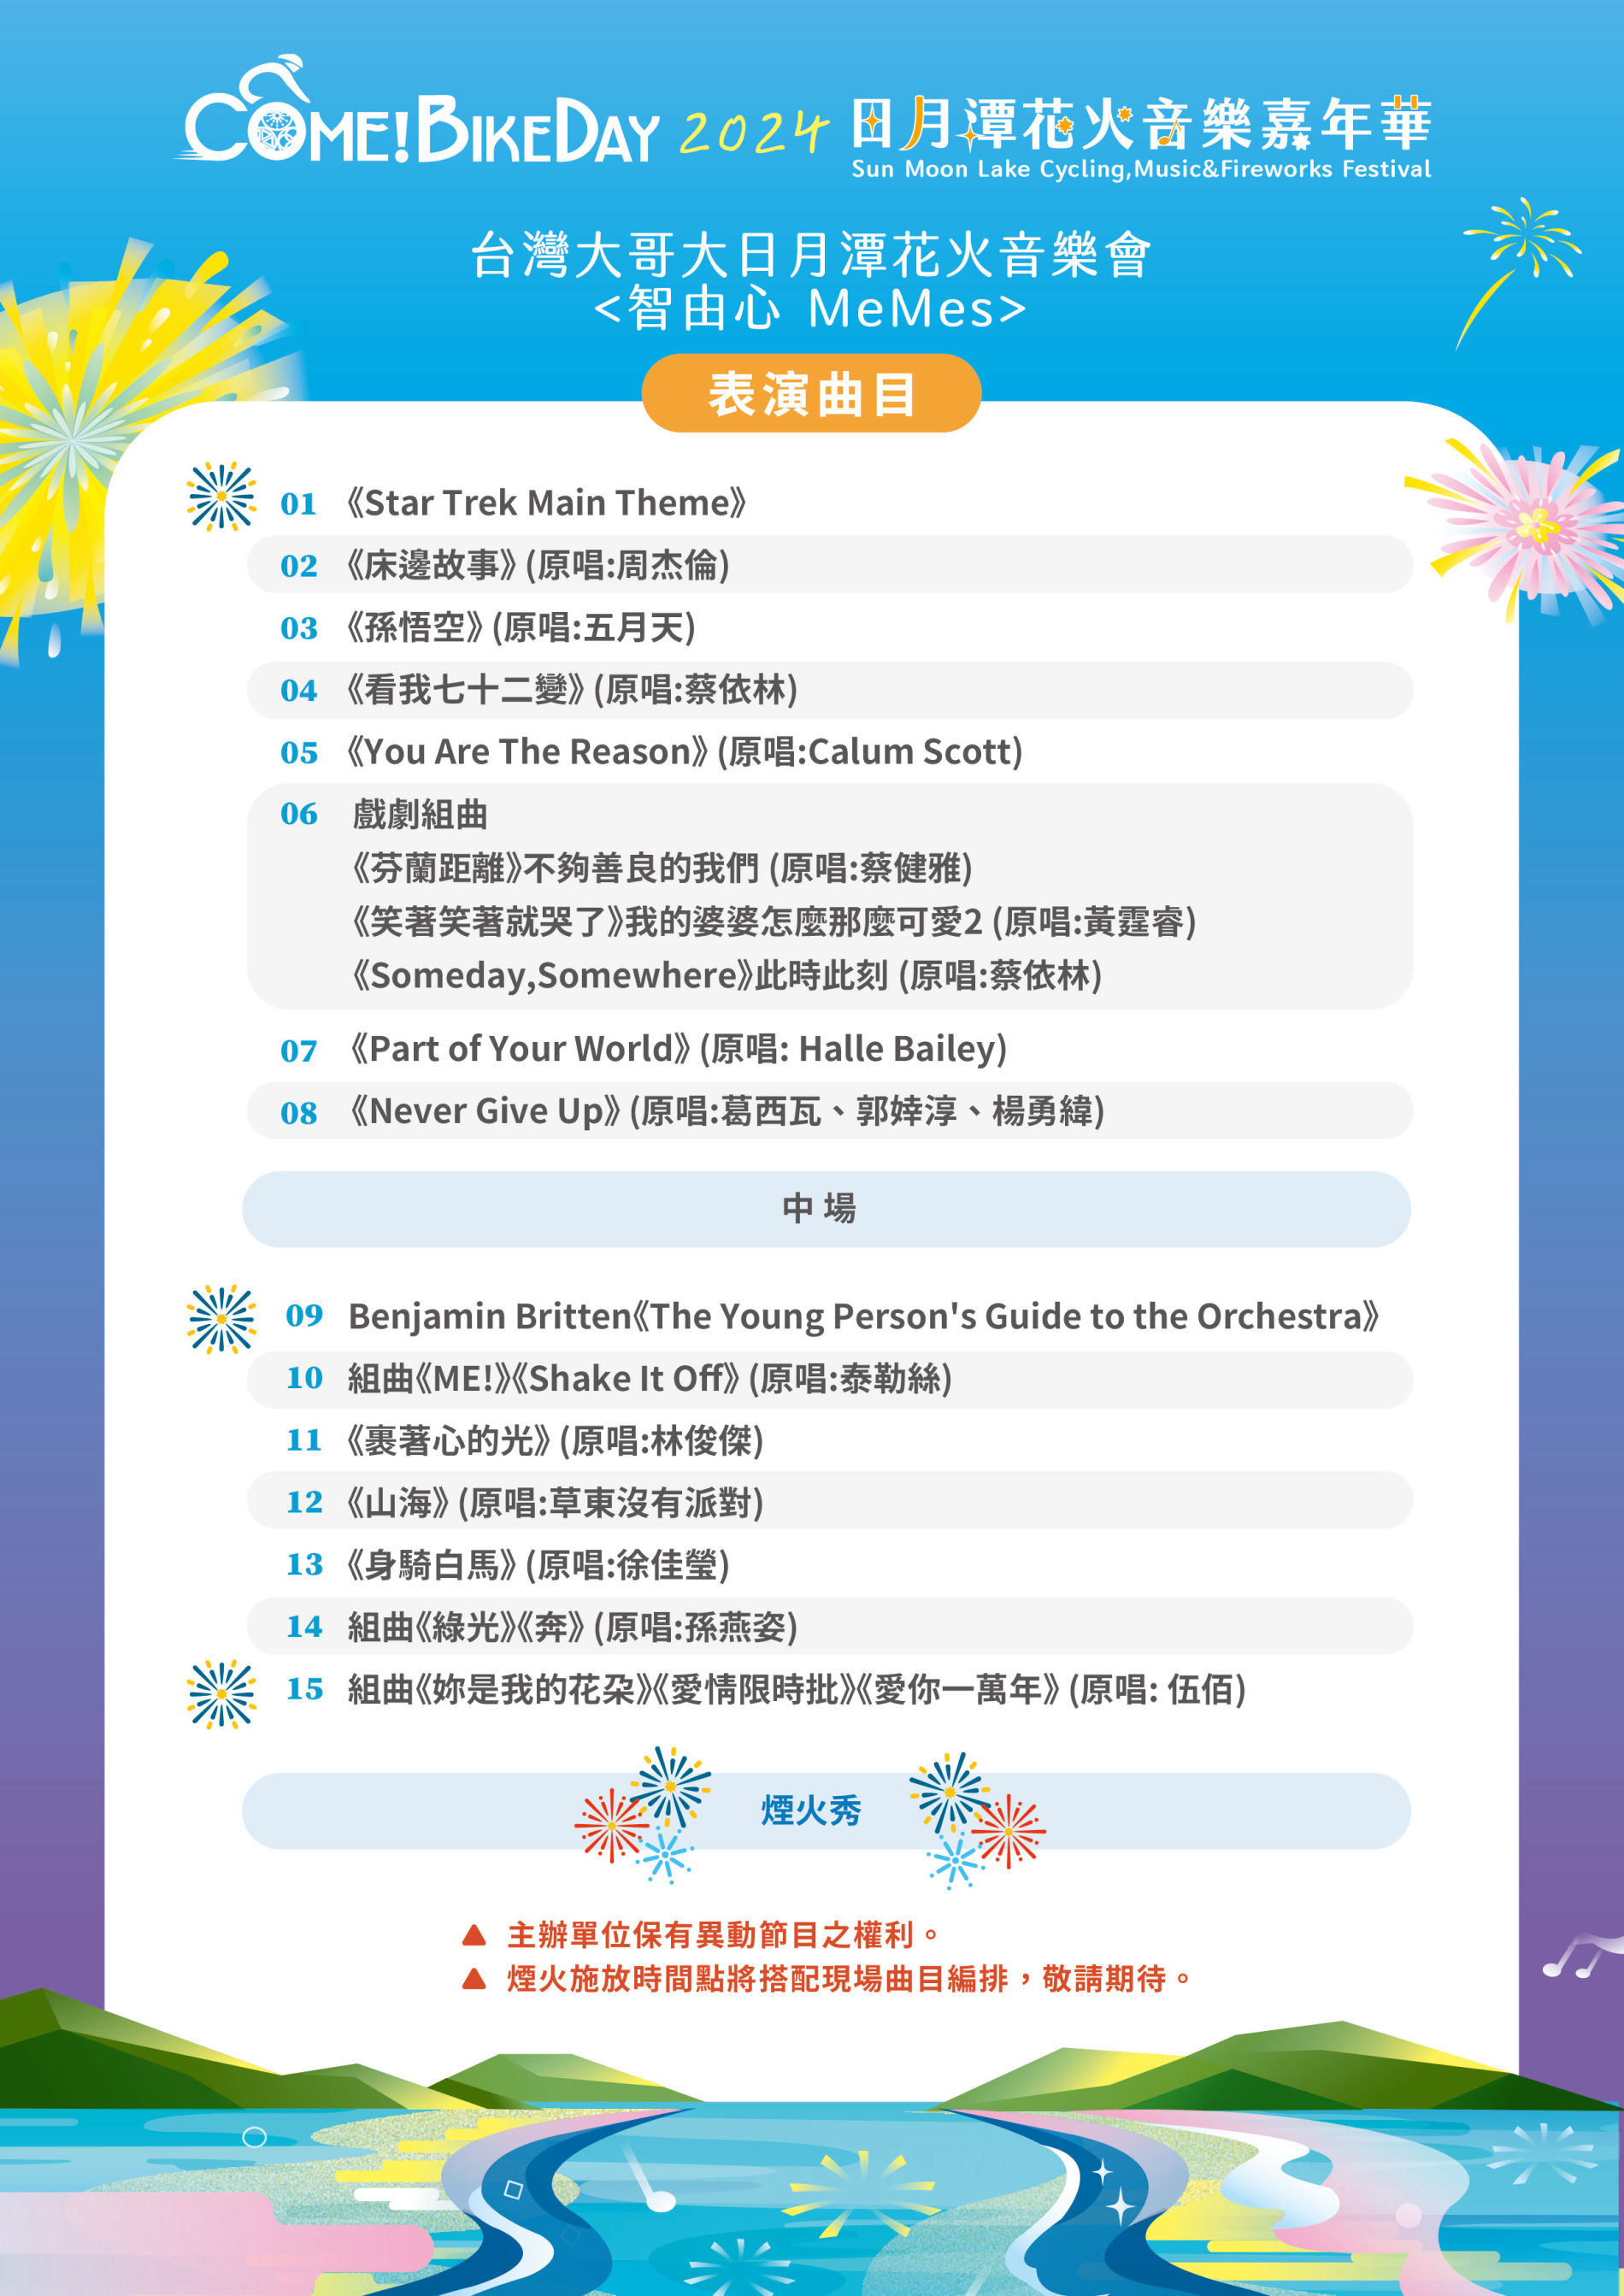 COME!BIKEDAY 2024 日月潭花火音樂嘉年華
Sun Moon Lake Cycling,Music&Fireworks Festival
台灣大哥大日月潭花火音樂會
<智由心 MeMes>
表演曲目
01 《Star Trek Main Theme》
02 《床邊故事》(原唱:周杰倫)
03 《孫悟空》(原唱:五月天)
04 《看我七十二變》(原唱:蔡依林)
05 《You Are The Reason》(原唱:Calum Scott)
06 戲劇組曲
《芬蘭距離》不夠善良的我們 (原唱:蔡健雅)
《笑著笑著就哭了》我的婆婆怎麼那麼可愛2 (原唱:黃霆睿)
《Someday,Somewhere》此時此刻 (原唱:蔡依林)
07 《Part of Your World》(原唱: Halle Bailey)
08 《Never Give Up》(原唱:葛西瓦、郭婞淳、楊勇緯)
中場
09 Benjamin Britten《The Young Person's Guide to the Orchestra》
10 組曲《ME!》《Shake It Off》(原唱:泰勒絲)
11 《裹著心的光》(原唱:林俊傑)
12 《山海》(原唱:草東沒有派對)
13 《身騎白馬》(原唱:徐佳瑩)
14 組曲《綠光》《奔》(原唱:孫燕姿)
15 組曲《妳是我的花朵》《愛情限時批》《愛你一萬年》(原唱: 伍佰)
煙火秀
▲ 主辦單位保有異動節目之權利。
▲ 煙火施放時間點將搭配現場曲目編排，敬請期待。